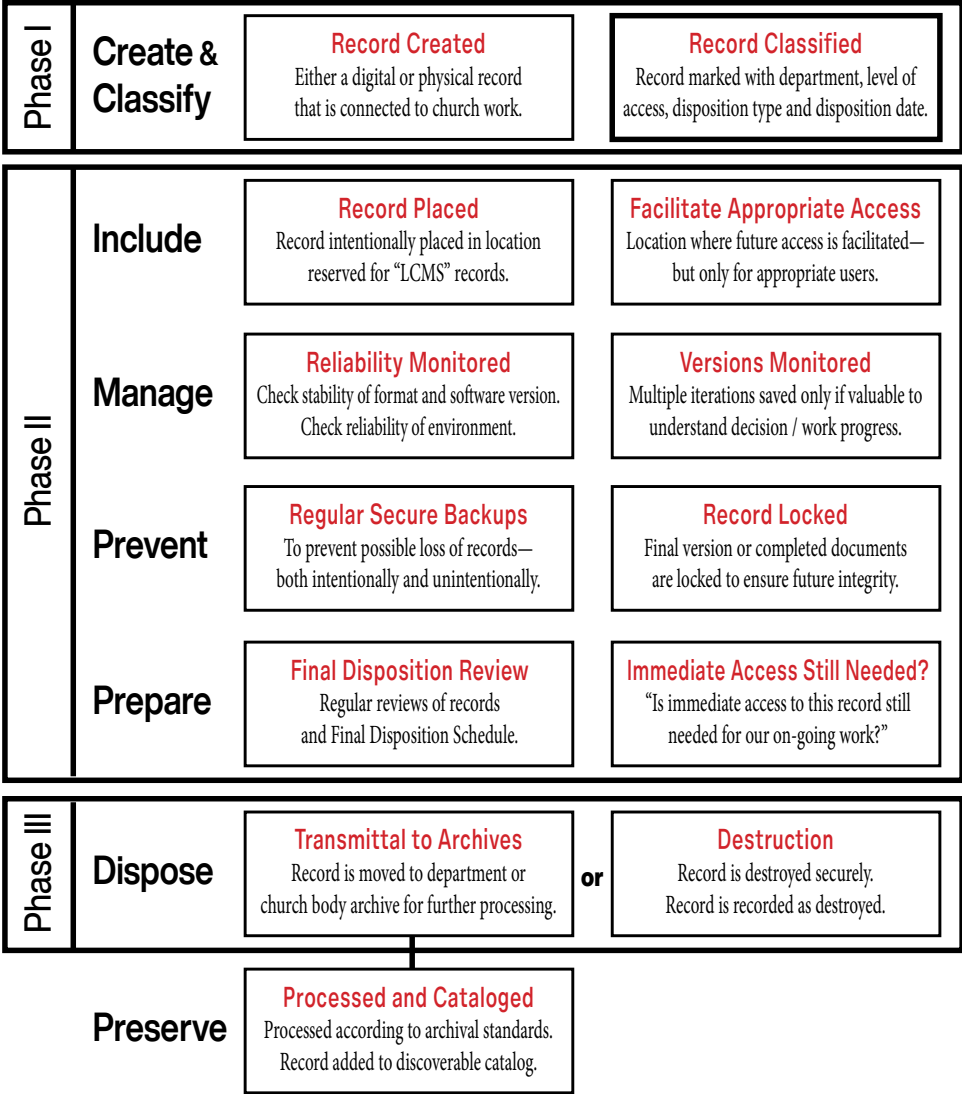 Phase I
Create &
Classify
Record Created
Either a digital or physical record
that is connected to church work.
Record Classified
Record marked with department, level of
access, disposition type and disposition date.
Phase II
Include
Record Placed
Record intentionally placed in location
reserved for “LCMS” records.
Facilitate Appropriate Access
Location where future access is facilitated—
but only for appropriate users.
Manage
Reliability Monitored
Check stability of format and software version.
Check reliability of environment.
Versions Monitored
Multiple iterations saved only if valuable to
understand decision / work progress.
Prevent
Regular Secure Backups
To prevent possible loss of records—
both intentionally and unintentionally.
Record Locked
Final version or completed documents
are locked to ensure future integrity.
Prepare
Final Disposition Review
Regular reviews of records
and Final Disposition Schedule.
Immediate Access Still Needed?
“Is immediate access to this record still
needed for our on-going work?”
Phase III
Dispose
Transmittal to Archives
Record is moved to department or
church body archive for further processing.
or
Destruction
Record is destroyed securely.
Record is recorded as destroyed.
Preserve
Processed and Cataloged
Processed according to archival standards.
Record added to discoverable catalog.